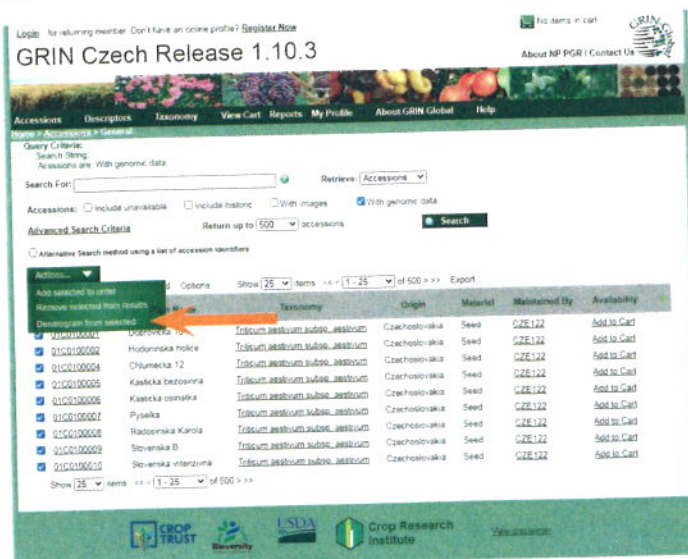 Login for returning member. Don't have an online profile? Register Now
No items in cart
GRIN Czech Release 1.10.3
About NP PGR | Contact Us
Accessions Descriptors Taxonomy View Cart Reports My Profile About GRIN-Global Help
Home > Accessions > General
Query Criteria:
Search String:
Accessions are With genomic data
Search For: Retrieve: Accessions
Accessions: Include unavailable Include historic With images With genomic data
Advanced Search Criteria Return up to 500 accessions Search
Alternative Search method using a list of accession identifiers
Actions...
Options Show 25 items << < 1 - 25 of 500 > >> Export
Add selected to order
Remove selected from results
Dendrogram from selected
Taxonomy Origin Material Maintained By Availability
01C0100001 Dobrovicka Triticum aestivum subsp. aestivum Czechoslovakia Seed CZE122 Add to Cart
01C0100002 Hodoninska holice Triticum aestivum subsp. aestivum Czechoslovakia Seed CZE122 Add to Cart
01C0100004 Chlumecka 12 Triticum aestivum subsp. aestivum Czechoslovakia Seed CZE122 Add to Cart
01C0100005 Kasticka bezosinna Triticum aestivum subsp. aestivum Czechoslovakia Seed CZE122 Add to Cart
01C0100006 Kasticka osinatka Triticum aestivum subsp. aestivum Czechoslovakia Seed CZE122 Add to Cart
01C0100007 Pyselka Triticum aestivum subsp. aestivum Czechoslovakia Seed CZE122 Add to Cart
01C0100008 Radosinska Karola Triticum aestivum subsp. aestivum Czechoslovakia Seed CZE122 Add to Cart
01C0100009 Slovenska B Triticum aestivum subsp. aestivum Czechoslovakia Seed CZE122 Add to Cart
01C0100010 Slovenska intenzivna Triticum aestivum subsp. aestivum Czechoslovakia Seed CZE122 Add to Cart
Show 25 items << < 1 - 25 of 500 > >>
CROP TRUST
Bioversity
USDA
Crop Research Institute
View disclaimer